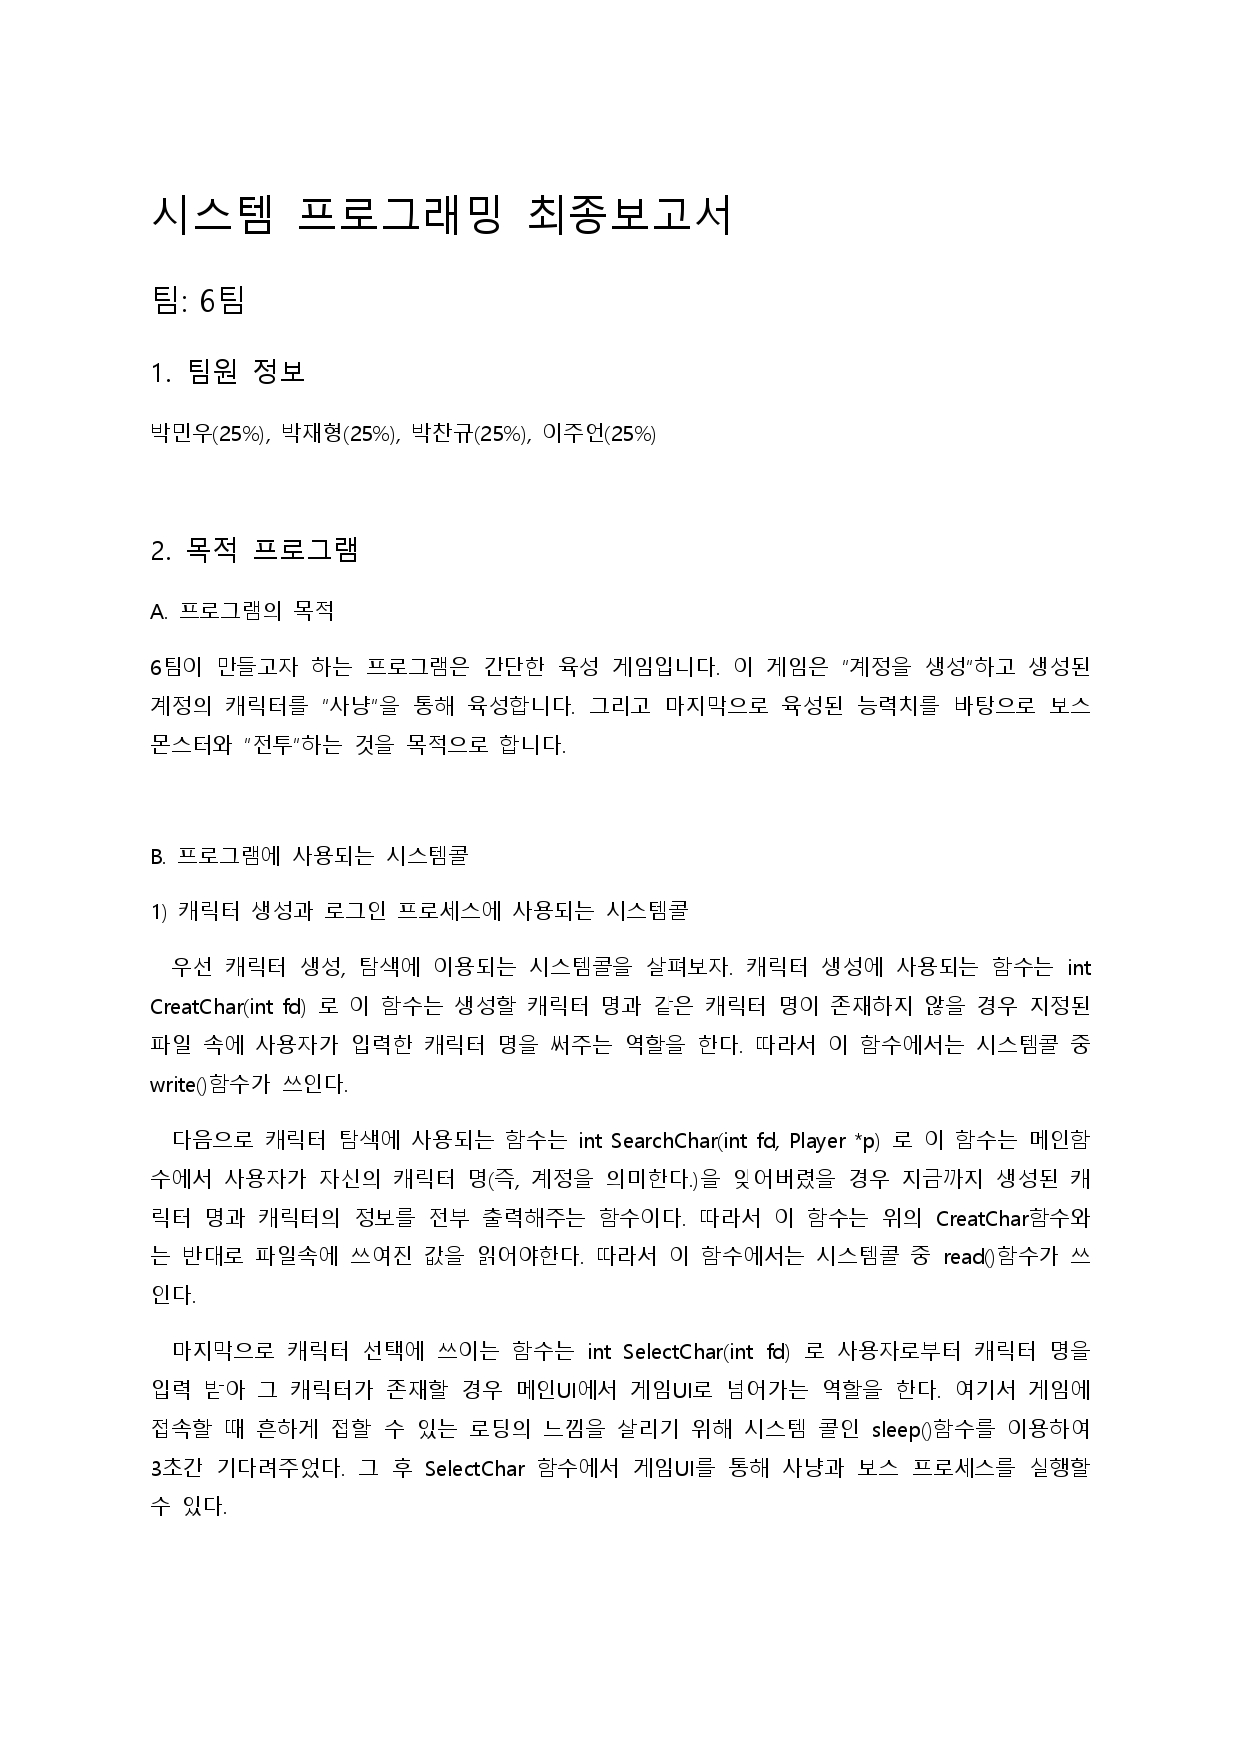 시스템 프로그래밍 최종보고서
팀: 6팀
1. 팀원 정보
박민우(25%), 박재형(25%), 박찬규(25%), 이주언(25%)
2. 목적 프로그램
A. 프로그램의 목적
6팀이 만들고자 하는 프로그램은 간단한 육성 게임입니다. 이 게임은 "계정을 생성"하고 생성된
계정의 캐릭터를 "사냥"을 통해 육성합니다. 그리고 마지막으로 육성된 능력치를 바탕으로 보스
몬스터와 "전투"하는 것을 목적으로 합니다.
B. 프로그램에 사용되는 시스템콜
1) 캐릭터 생성과 로그인 프로세스에 사용되는 시스템콜
우선 캐릭터 생성, 탐색에 이용되는 시스템콜을 살펴보자. 캐릭터 생성에 사용되는 함수는 int
CreatChar(int fd) 로 이 함수는 생성할 캐릭터 명과 같은 캐릭터 명이 존재하지 않을 경우 지정된
파일 속에 사용자가 입력한 캐릭터 명을 써주는 역할을 한다. 따라서 이 함수에서는 시스템콜 중
write()함수가 쓰인다.
다음으로 캐릭터 탐색에 사용되는 함수는 int SearchChar(int fd, Player *p) 로 이 함수는 메인함
수에서 사용자가 자신의 캐릭터 명(즉, 계정을 의미한다.)을 잊어버렸을 경우 지금까지 생성된 캐
릭터 명과 캐릭터의 정보를 전부 출력해주는 함수이다. 따라서 이 함수는 위의 CreatChar함수와
는 반대로 파일속에 쓰여진 값을 읽어야한다. 따라서 이 함수에서는 시스템콜 중 read()함수가 쓰
인다.
마지막으로 캐릭터 선택에 쓰이는 함수는 int SelectChar(int fd) 로 사용자로부터 캐릭터 명을
입력 받아 그 캐릭터가 존재할 경우 메인UI에서 게임UI로 넘어가는 역할을 한다. 여기서 게임에
접속할 때 흔하게 접할 수 있는 로딩의 느낌을 살리기 위해 시스템 콜인 sleep()함수를 이용하여
3초간 기다려주었다. 그 후 SelectChar 함수에서 게임UI를 통해 사냥과 보스 프로세스를 실행할
수 있다.